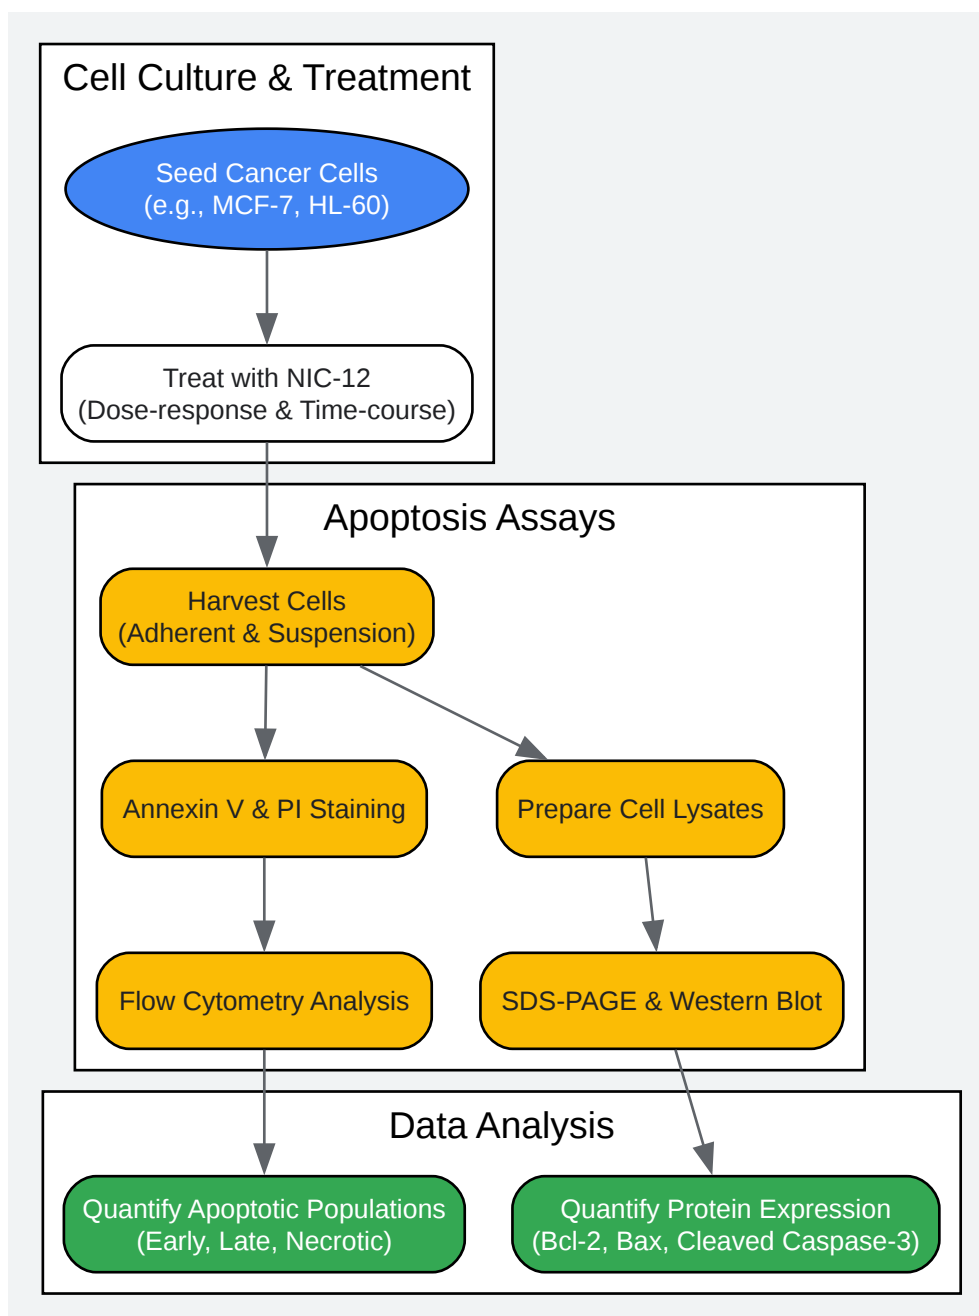 Cell Culture & Treatment
Seed Cancer Cells
(e.g., MCF-7, HL-60)
Treat with NIC-12
(Dose-response & Time-course)
Apoptosis Assays
Harvest Cells
(Adherent & Suspension)
Annexin V & PI Staining
Prepare Cell Lysates
Flow Cytometry Analysis
SDS-PAGE & Western Blot
Data Analysis
Quantify Apoptotic Populations
(Early, Late, Necrotic)
Quantify Protein Expression
(Bcl-2, Bax, Cleaved Caspase-3)